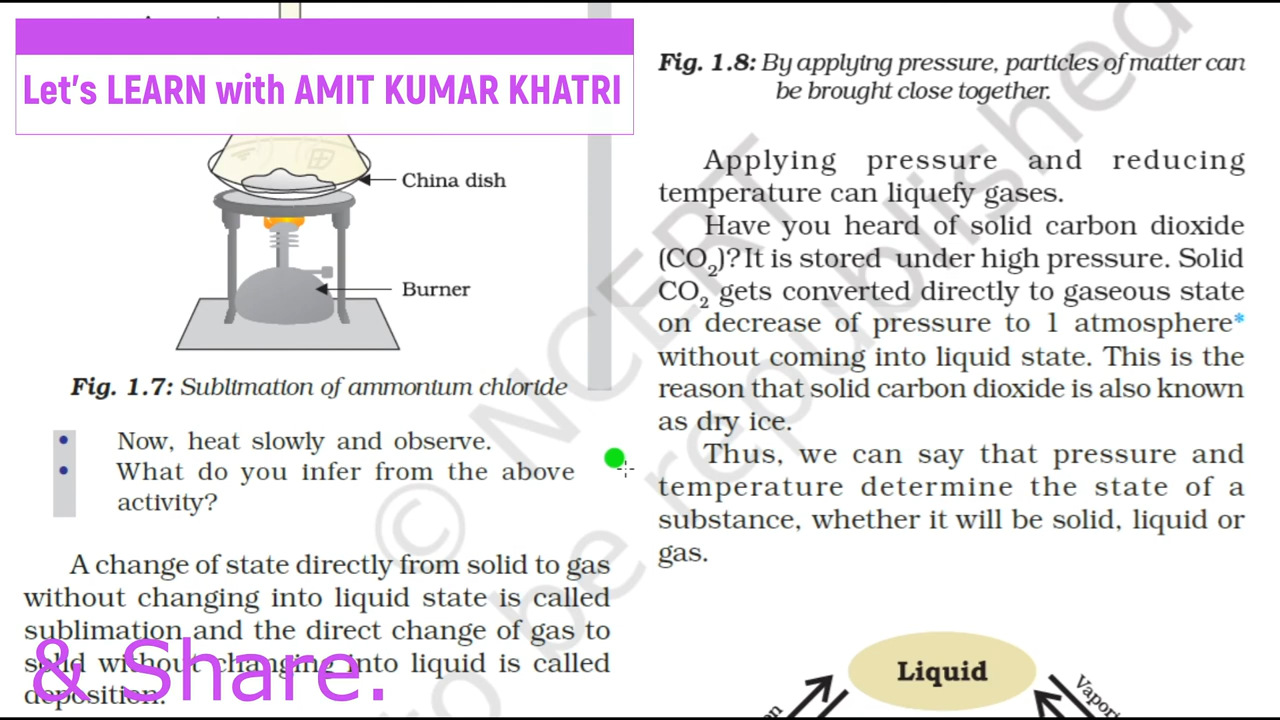 Let's LEARN with AMIT KUMAR KHATRI
China dish
Burner
Fig. 1.7: Sublimation of ammonium chloride
• Now, heat slowly and observe.
• What do you infer from the above
activity?
A change of state directly from solid to gas
without changing into liquid state is called
sublimation and the direct change of gas to
solid without changing into liquid is called
deposition.
& Share.
Fig. 1.8: By applying pressure, particles of matter can
be brought close together.
Applying pressure and reducing
temperature can liquefy gases.
Have you heard of solid carbon dioxide
(CO₂)? It is stored under high pressure. Solid
CO₂ gets converted directly to gaseous state
on decrease of pressure to 1 atmosphere*
without coming into liquid state. This is the
reason that solid carbon dioxide is also known
as dry ice.
Thus, we can say that pressure and
temperature determine the state of a
substance, whether it will be solid, liquid or
gas.
Liquid
© NCERT
to be republished